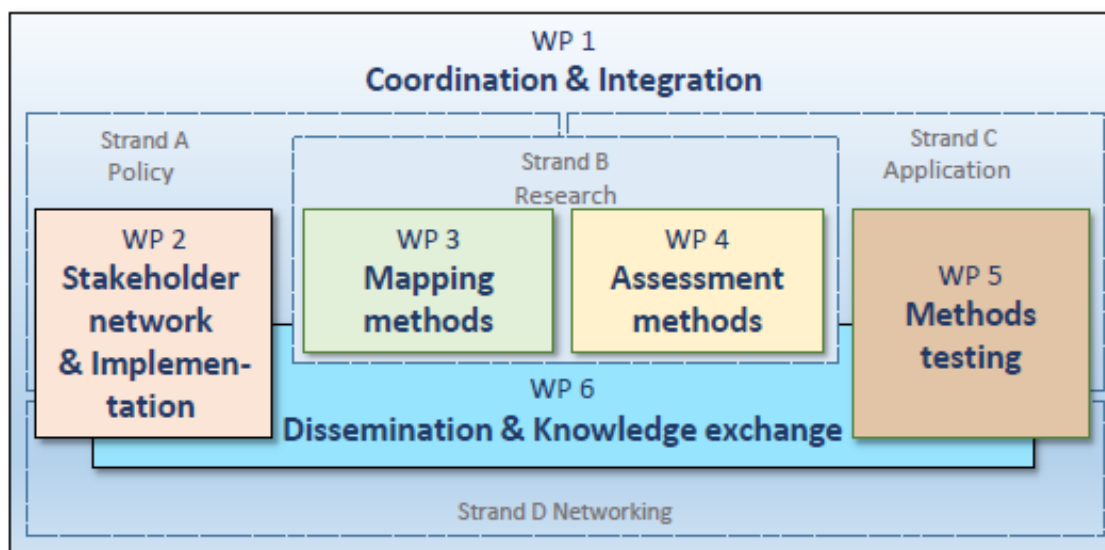 WP 1
Coordination & Integration
Strand A
Policy
Strand B
Research
Strand C
Application
WP 2
Stakeholder
network
& Implemen-
tation
WP 3
Mapping
methods
WP 4
Assessment
methods
WP 5
Methods
testing
WP 6
Dissemination & Knowledge exchange
Strand D Networking